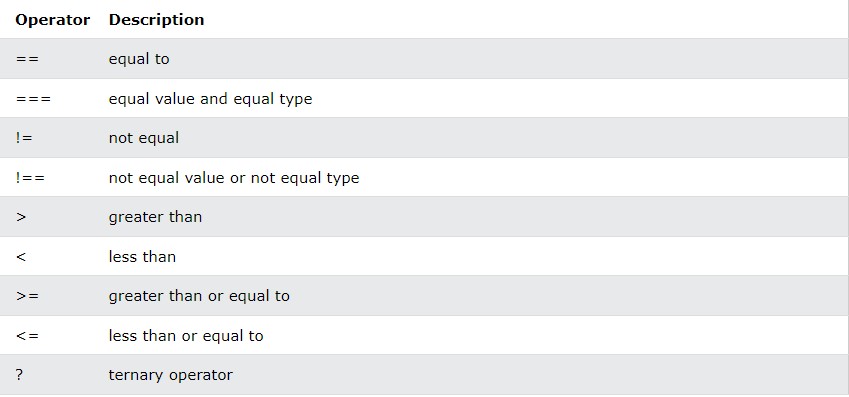 Operator Description
== equal to
=== equal value and equal type
!= not equal
!== not equal value or not equal type
> greater than
< less than
>= greater than or equal to
<= less than or equal to
? ternary operator